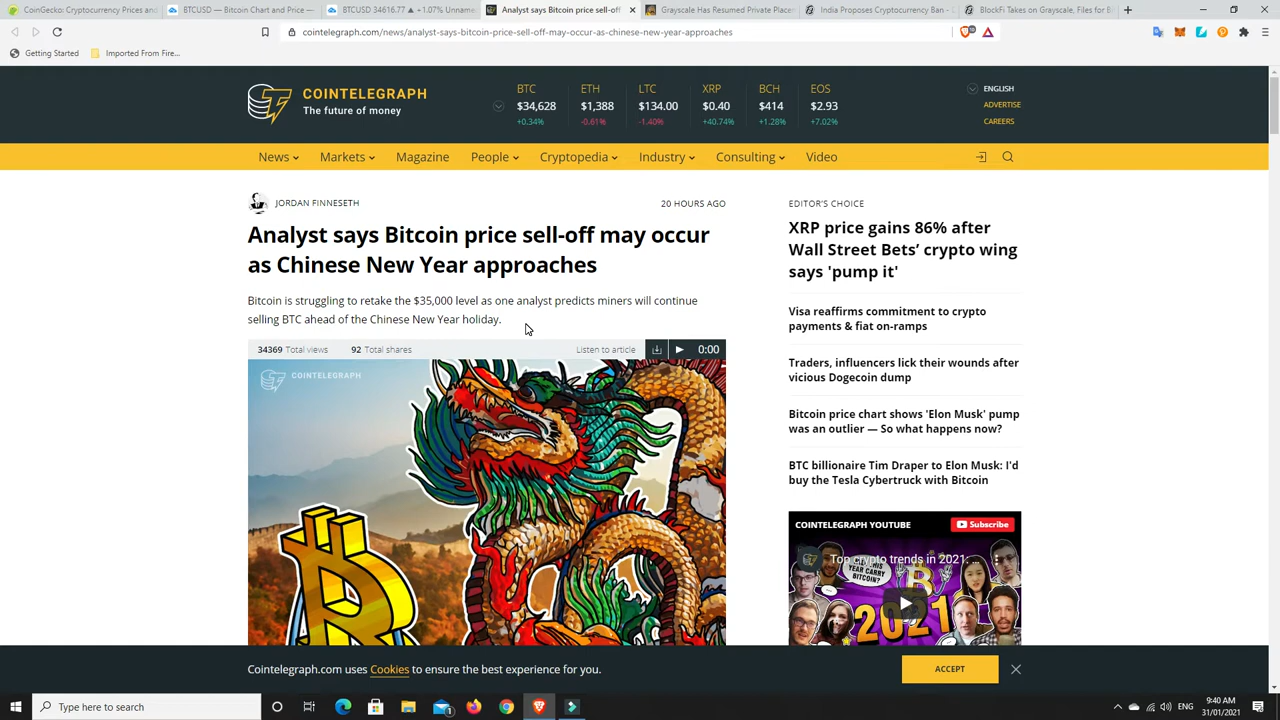 CoinGecko: Cryptocurrency Prices and
BTCUSD — Bitcoin Chart and Price —
BTCUSD 34616.77 ▲ +1.07% Unname
Analyst says Bitcoin price sell-off
Grayscale Has Resumed Private Placem
India Proposes Cryptocurrency Ban -
BlockFi Takes on Grayscale, Files for B
cointelegraph.com/news/analyst-says-bitcoin-price-sell-off-may-occur-as-chinese-new-year-approaches
Getting Started
Imported From Fire...
COINTELEGRAPH
The future of money
BTC ETH LTC XRP BCH EOS
$34,628 $1,388 $134.00 $0.40 $414 $2.93
+0.34% -0.61% -1.40% +40.74% +1.28% +7.02%
ENGLISH
ADVERTISE
CAREERS
News Markets Magazine People Cryptopedia Industry Consulting Video
JORDAN FINNESETH
20 HOURS AGO
Analyst says Bitcoin price sell-off may occur
as Chinese New Year approaches
Bitcoin is struggling to retake the $35,000 level as one analyst predicts miners will continue
selling BTC ahead of the Chinese New Year holiday.
34369 Total views 92 Total shares
Listen to article
0:00
COINTELEGRAPH
EDITOR'S CHOICE
XRP price gains 86% after
Wall Street Bets' crypto wing
says 'pump it'
Visa reaffirms commitment to crypto
payments & fiat on-ramps
Traders, influencers lick their wounds after
vicious Dogecoin dump
Bitcoin price chart shows 'Elon Musk' pump
was an outlier — So what happens now?
BTC billionaire Tim Draper to Elon Musk: I'd
buy the Tesla Cybertruck with Bitcoin
COINTELEGRAPH YOUTUBE
Subscribe
Top crypto trends in 2021: ...
YEAR CARRY
BITCOIN?
2021
Cointelegraph.com uses Cookies to ensure the best experience for you.
ACCEPT
Type here to search
ENG
9:40 AM
31/01/2021